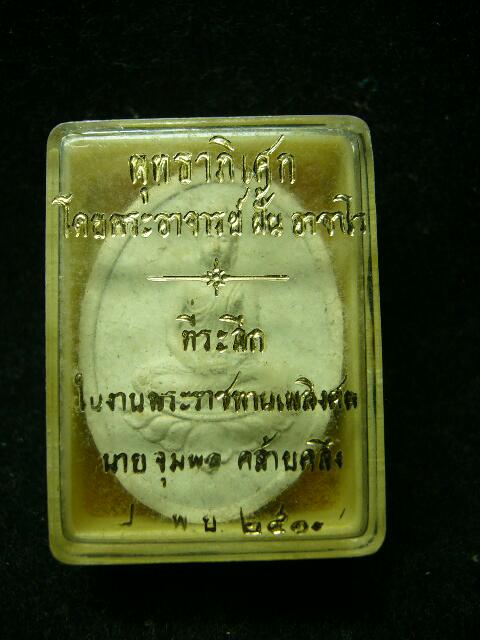 พุทธาภิเศก
โดยพระอาจารย์ ฝั้น อาจาโร
ที่ระลึก
ในงานพระราชทานเพลิงศพ
นายจุมพล คล้ายคลึง
พ.ย. ๒๕๑๙